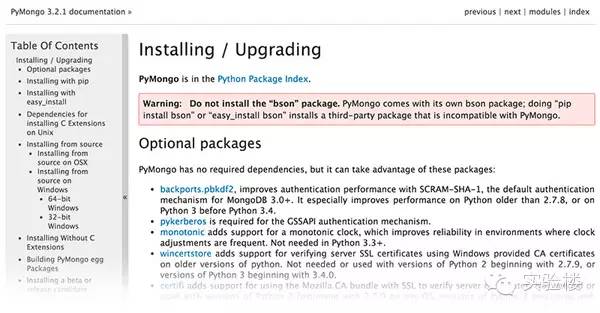 PyMongo 3.2.1 documentation »
previous | next | modules | index
Table Of Contents
Installing / Upgrading
• Optional packages
• Installing with pip
• Installing with
easy_install
• Dependencies for
installing C Extensions
on Unix
• Installing from source
• Installing from
source on OSX
• Installing from
source on
Windows
• 64-bit
Windows
• 32-bit
Windows
• Installing Without C
Extensions
• Building PyMongo egg
Packages
• Installing a beta or
release candidate
«
Installing / Upgrading
PyMongo is in the Python Package Index.
Warning: Do not install the “bson” package. PyMongo comes with its own bson package; doing “pip
install bson” or “easy_install bson” installs a third-party package that is incompatible with PyMongo.
Optional packages
PyMongo has no required dependencies, but it can take advantage of these packages:
• backports.pbkdf2, improves authentication performance with SCRAM-SHA-1, the default authentication
mechanism for MongoDB 3.0+. It especially improves performance on Python older than 2.7.8, or on
Python 3 before Python 3.4.
• pykerberos is required for the GSSAPI authentication mechanism.
• monotonic adds support for a monotonic clock, which improves reliability in environments where clock
adjustments are frequent. Not needed in Python 3.3+.
• wincertstore adds support for verifying server SSL certificates using Windows provided CA certificates
on older versions of python. Not needed or used with versions of Python 2 beginning with 2.7.9, or
versions of Python 3 beginning with 3.4.0.
• certifi adds support for using the Mozilla CA bundle with SSL to verify server
实验楼